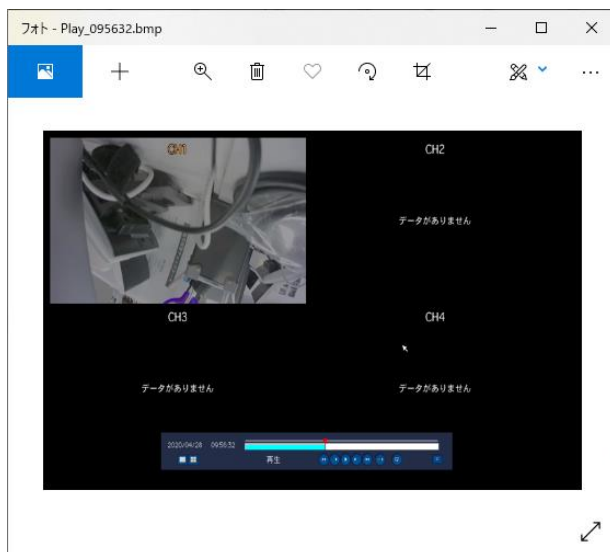 フォト - Play_095632.bmp
CH1
CH2
データがありません
CH3
CH4
データがありません
データがありません
2020/04/28 09:56:32
再生